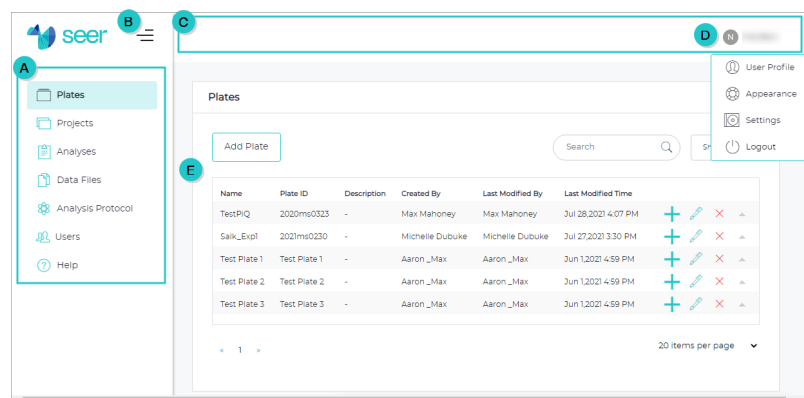 seer
B
C
D
N
A
User Profile
Appearance
Settings
Logout
Plates
Projects
Analyses
Data Files
Analysis Protocol
Users
Help
Plates
Add Plate
Search
E
Name Plate ID Description Created By Last Modified By Last Modified Time
TestPIQ 2020ms0323 - Max Mahoney Max Mahoney Jul 28,2021 4:07 PM
Saik_Exp1 2021ms0230 - Michelle Dubuke Michelle Dubuke Jul 27,2021 3:30 PM
Test Plate 1 Test Plate 1 - Aaron _Max Aaron _Max Jun 1,2021 4:59 PM
Test Plate 2 Test Plate 2 - Aaron _Max Aaron _Max Jun 1,2021 4:59 PM
Test Plate 3 Test Plate 3 - Aaron _Max Aaron _Max Jun 1,2021 4:59 PM
« 1 »
20 items per page